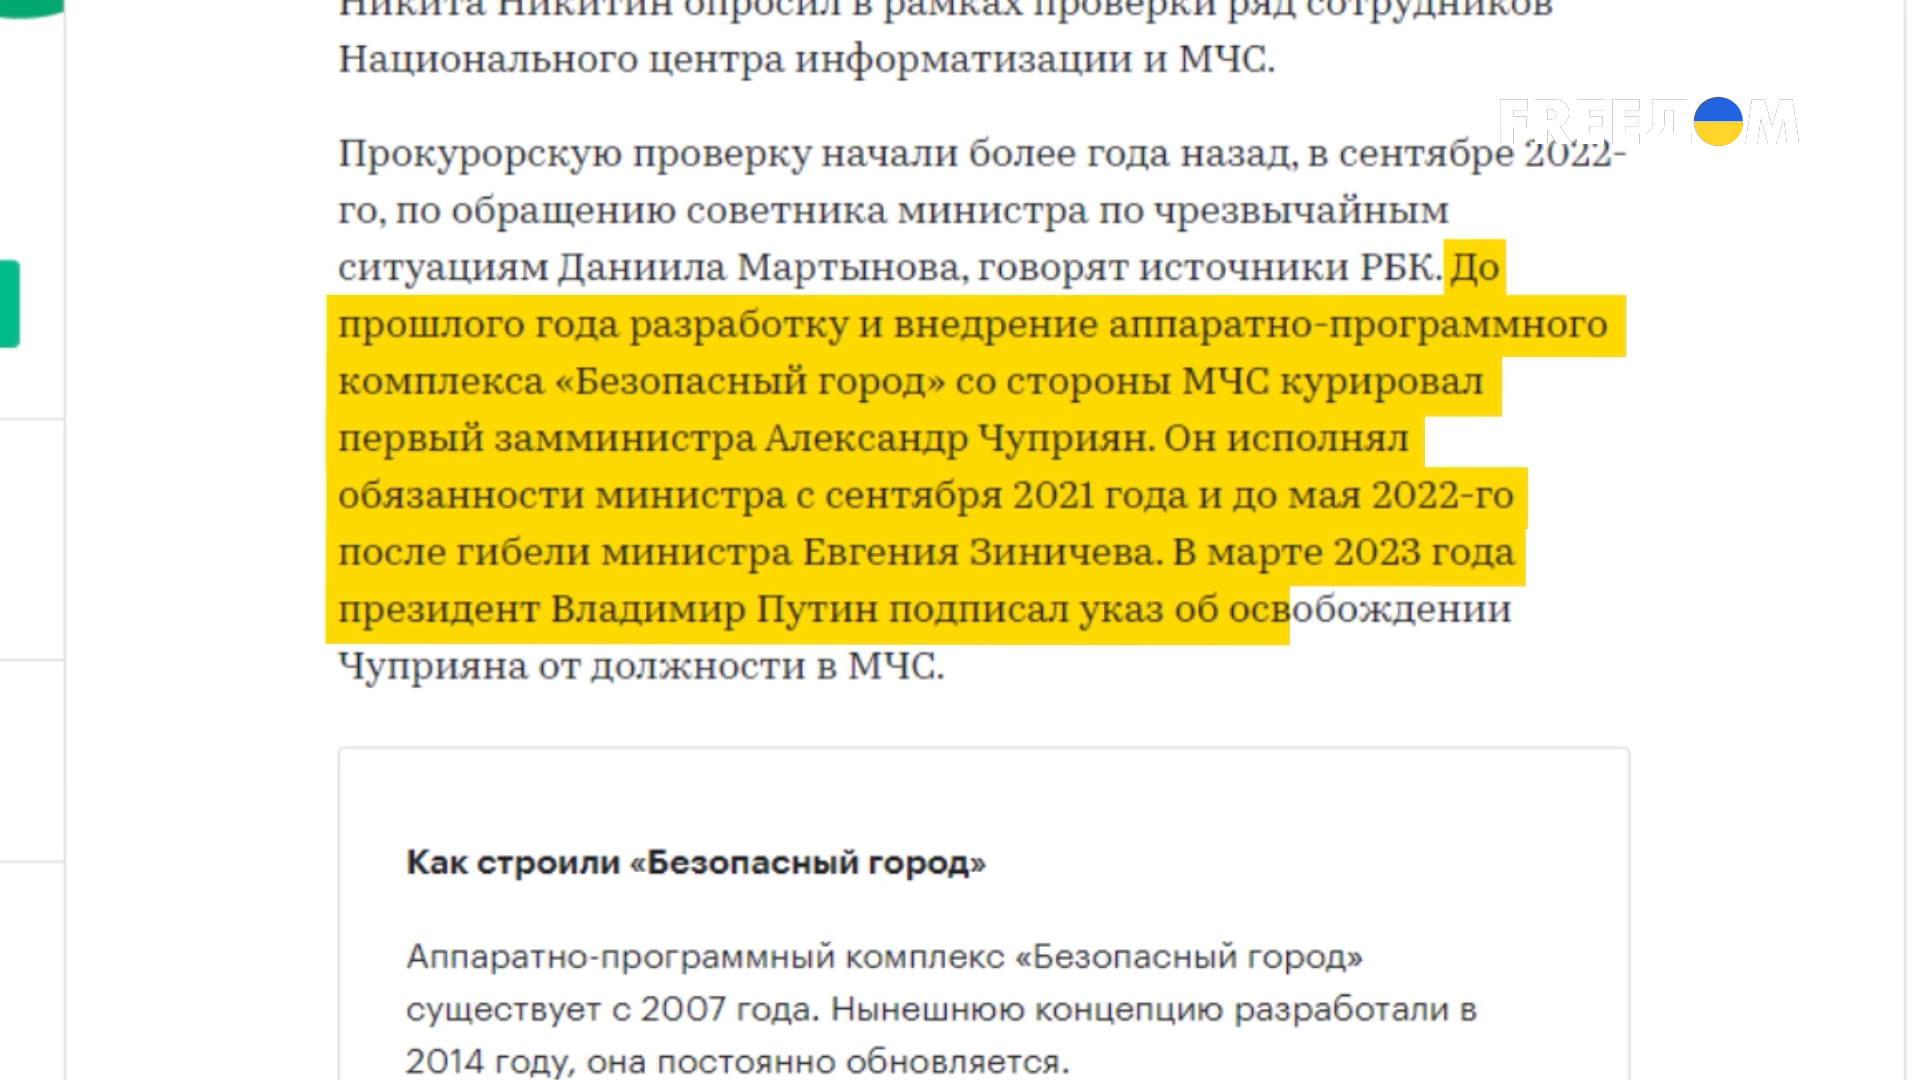 Никита Никитин опросил в рамках проверки ряд сотрудников
Национального центра информатизации и МЧС.
FREEДOM
Прокурорскую проверку начали более года назад, в сентябре 2022-
го, по обращению советника министра по чрезвычайным
ситуациям Даниила Мартынова, говорят источники РБК. До
прошлого года разработку и внедрение аппаратно-программного
комплекса «Безопасный город» со стороны МЧС курировал
первый замминистра Александр Чуприян. Он исполнял
обязанности министра с сентября 2021 года и до мая 2022-го
после гибели министра Евгения Зиничева. В марте 2023 года
президент Владимир Путин подписал указ об освобождении
Чуприяна от должности в МЧС.
Как строили «Безопасный город»
Аппаратно-программный комплекс «Безопасный город»
существует с 2007 года. Нынешнюю концепцию разработали в
2014 году, она постоянно обновляется.